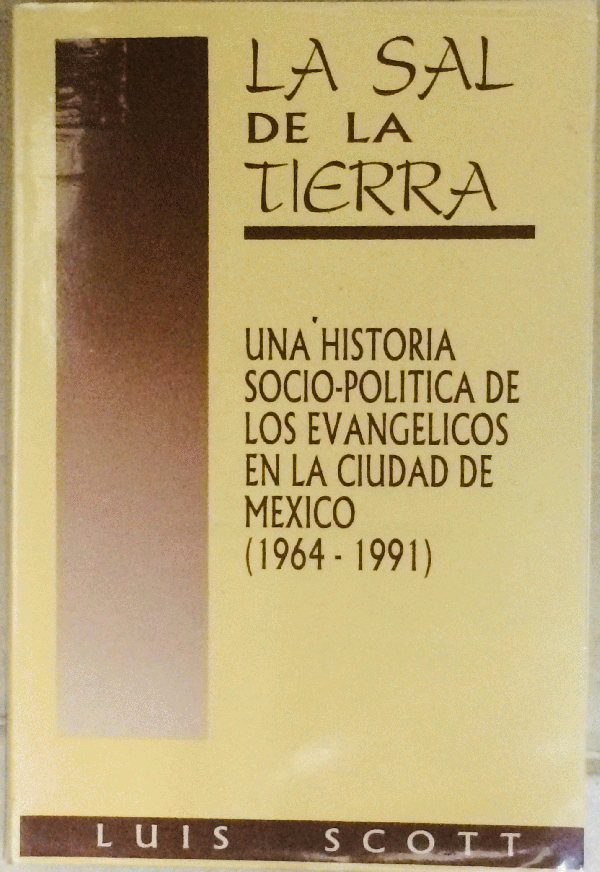 LA SAL
DE LA
TIERRA
UNA HISTORIA
SOCIO-POLITICA DE
LOS EVANGELICOS
EN LA CIUDAD DE
MEXICO
(1964 - 1991)
LUIS SCOTT